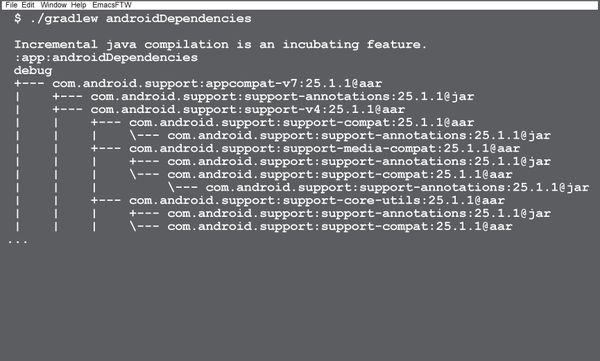 File Edit Window Help EmacsFTW
$ ./gradlew androidDependencies
Incremental java compilation is an incubating feature.
:app:androidDependencies
debug
+--- com.android.support:appcompat-v7:25.1.1@aar
|    +--- com.android.support:support-annotations:25.1.1@jar
|    +--- com.android.support:support-v4:25.1.1@aar
|    |    +--- com.android.support:support-compat:25.1.1@aar
|    |    |    \--- com.android.support:support-annotations:25.1.1@jar
|    |    +--- com.android.support:support-media-compat:25.1.1@aar
|    |    |    +--- com.android.support:support-annotations:25.1.1@jar
|    |    |    \--- com.android.support:support-compat:25.1.1@aar
|    |    |         \--- com.android.support:support-annotations:25.1.1@jar
|    |    +--- com.android.support:support-core-utils:25.1.1@aar
|    |    |    +--- com.android.support:support-annotations:25.1.1@jar
|    |    |    \--- com.android.support:support-compat:25.1.1@aar
...